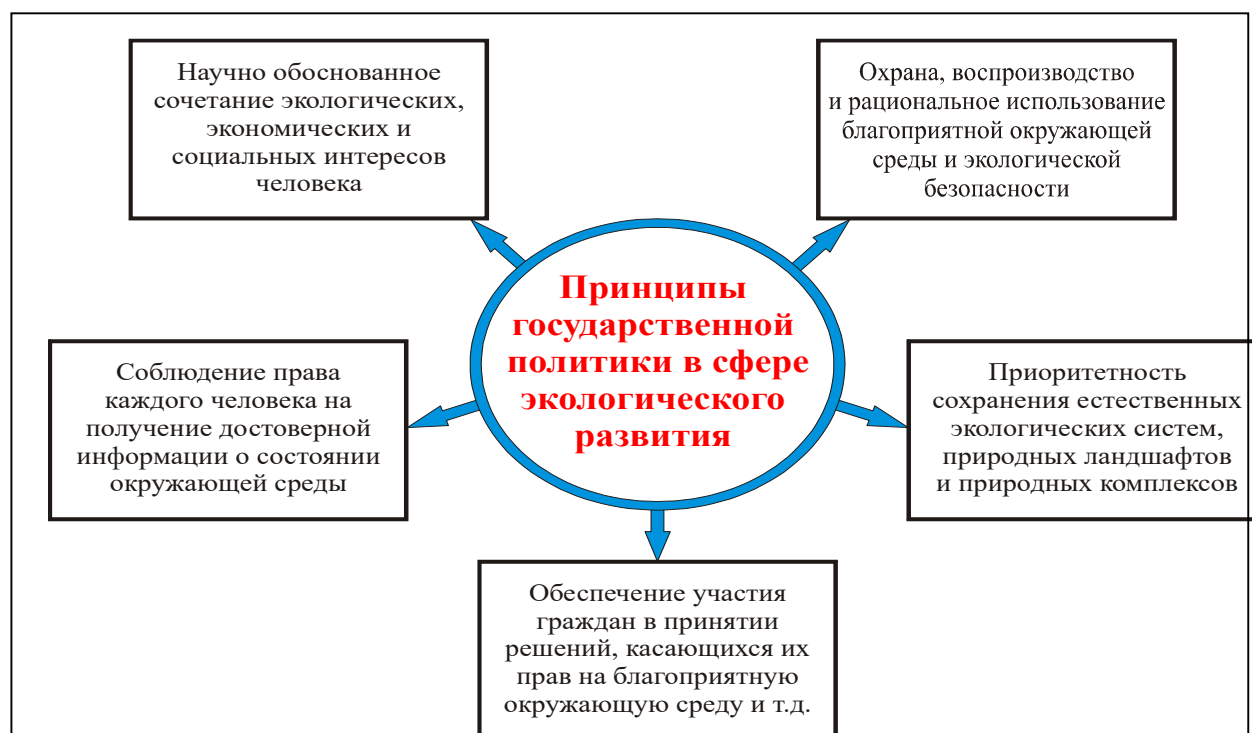 Научно обоснованное
сочетание экологических,
экономических и
социальных интересов
человека
Охрана, воспроизводство
и рациональное использование
благоприятной окружающей
среды и экологической
безопасности
Принципы
государственной
политики в сфере
экологического
развития
Соблюдение права
каждого человека на
получение достоверной
информации о состоянии
окружающей среды
Приоритетность
сохранения естественных
экологических систем,
природных ландшафтов
и природных комплексов
Обеспечение участия
граждан в принятии
решений, касающихся их
прав на благоприятную
окружающую среду и т.д.